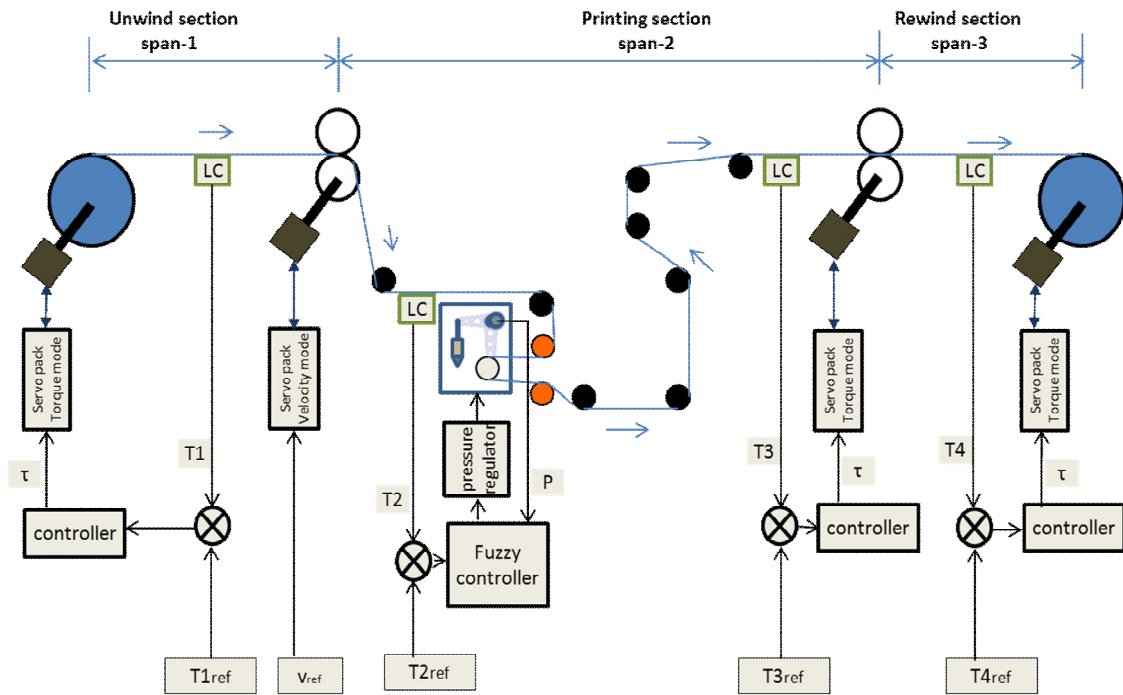 Unwind section
span-1
Printing section
span-2
Rewind section
span-3
LC
LC
LC
LC
Servo pack
Torque mode
Servo pack
Velocity mode
Servo pack
Torque mode
Servo pack
Torque mode
T1
τ
pressure
regulator
T2
P
T3
τ
T4
τ
controller
Fuzzy
controller
controller
controller
T1ref
Vref
T2ref
T3ref
T4ref